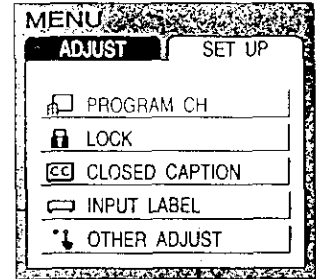 MENU
ADJUST SET UP
PROGRAM CH
LOCK
CC CLOSED CAPTION
INPUT LABEL
OTHER ADJUST